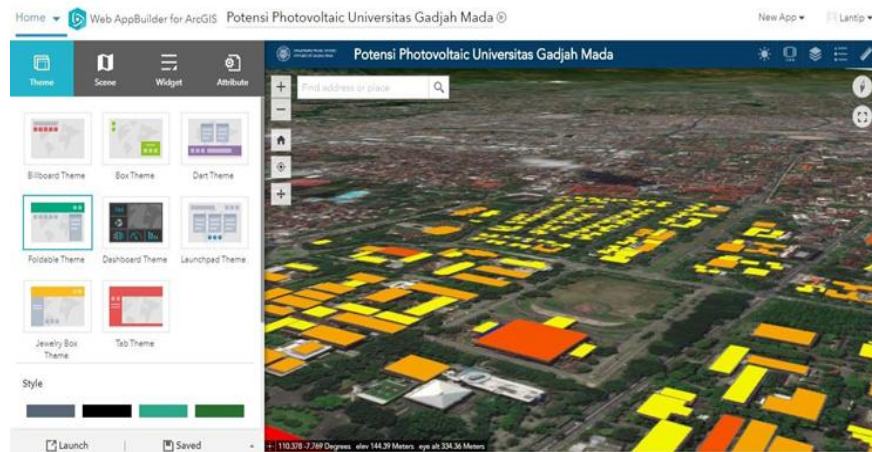 Home
Web AppBuilder for ArcGIS
Potensi Photovoltaic Universitas Gadjah Mada
New App
Lantip
Theme
Scene
Widget
Attribute
Potensi Photovoltaic Universitas Gadjah Mada
Find address or place
Billboard Theme
Box Theme
Dart Theme
Foldable Theme
Dashboard Theme
Launchpad Theme
Jewelry Box
Theme
Tab Theme
Style
Launch
Saved
110.378 -7.769 Degrees elev 144.39 Meters eye alt 334.36 Meters